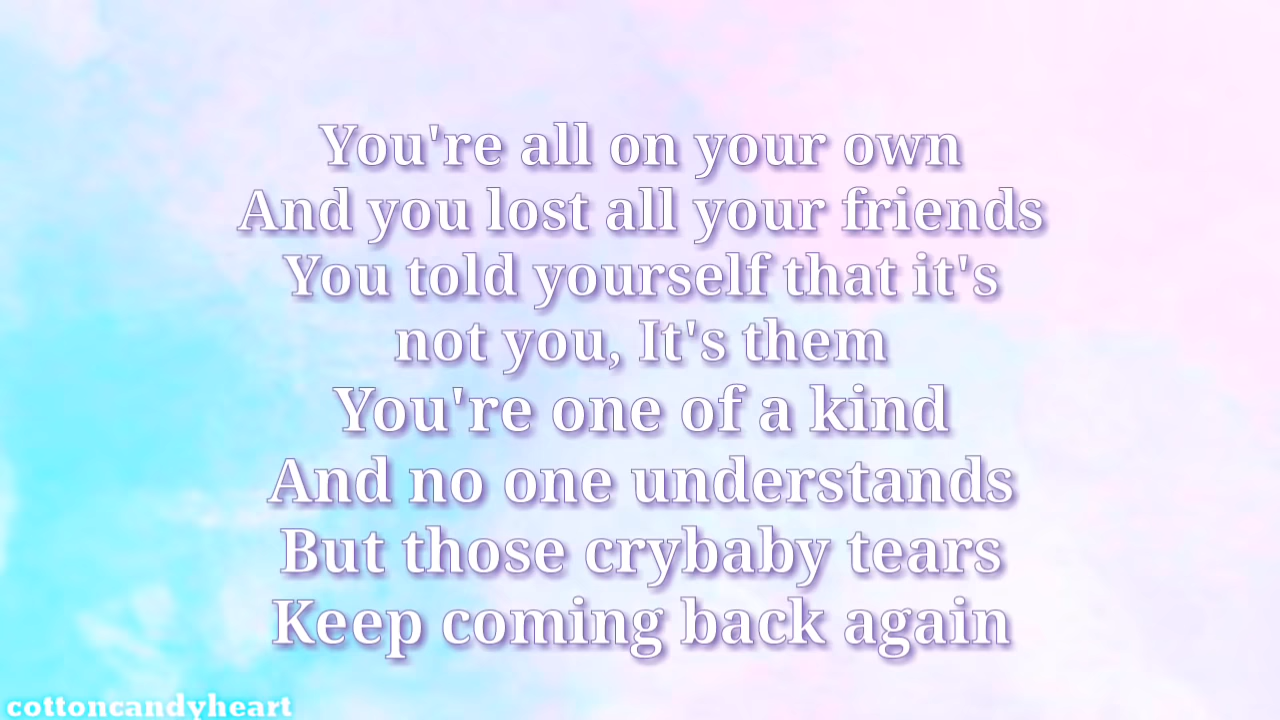 You're all on your own
And you lost all your friends
You told yourself that it's
not you, It's them
You're one of a kind
And no one understands
But those crybaby tears
Keep coming back again
cottoncandyheart